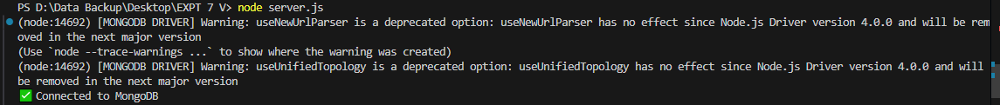 PS D:\Data Backup\Desktop\EXPT 7 V> node server.js
(node:14692) [MONGODB DRIVER] Warning: useNewUrlParser is a deprecated option: useNewUrlParser has no effect since Node.js Driver version 4.0.0 and will be rem
oved in the next major version
(Use `node --trace-warnings ...` to show where the warning was created)
(node:14692) [MONGODB DRIVER] Warning: useUnifiedTopology is a deprecated option: useUnifiedTopology has no effect since Node.js Driver version 4.0.0 and will
be removed in the next major version
✅ Connected to MongoDB